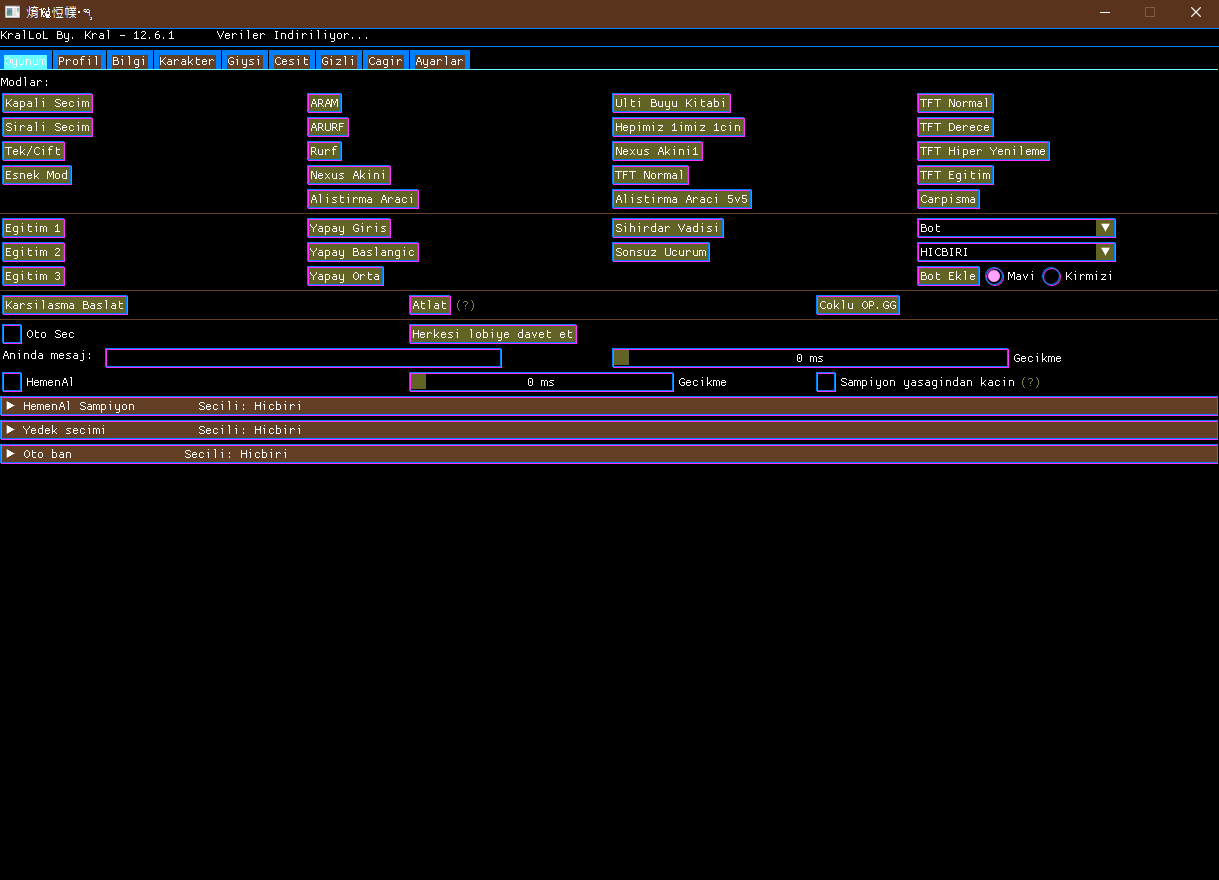 KralLoL By. Kral - 12.6.1 Veriler Indiriliyor...
Oyunum Profil Bilgi Karakter Giysi Cesit Gizli Cagir Ayarlar
Modlar:
Kapali Secim ARAM Ulti Buyu Kitabi TFT Normal
Sirali Secim ARURF Hepimiz 1imiz 1cin TFT Derece
Tek/Cift Rurf Nexus Akini1 TFT Hiper Yenileme
Esnek Mod Nexus Akini TFT Normal TFT Egitim
Alistirma Araci Alistirma Araci 5v5 Carpisma
Egitim 1 Yapay Giris Sihirdar Vadisi Bot
Egitim 2 Yapay Baslangic Sonsuz Ucurum HICBIRI
Egitim 3 Yapay Orta Bot Ekle Mavi Kirmizi
Karsilasma Baslat Atlat (?) Coklu OP.GG
Oto Sec Herkesi lobiye davet et
Aninda mesaj: 0 ms Gecikme
HemenAl 0 ms Gecikme Sampiyon yasagindan kacin (?)
HemenAl Sampiyon Secili: Hicbiri
Yedek secimi Secili: Hicbiri
Oto ban Secili: Hicbiri